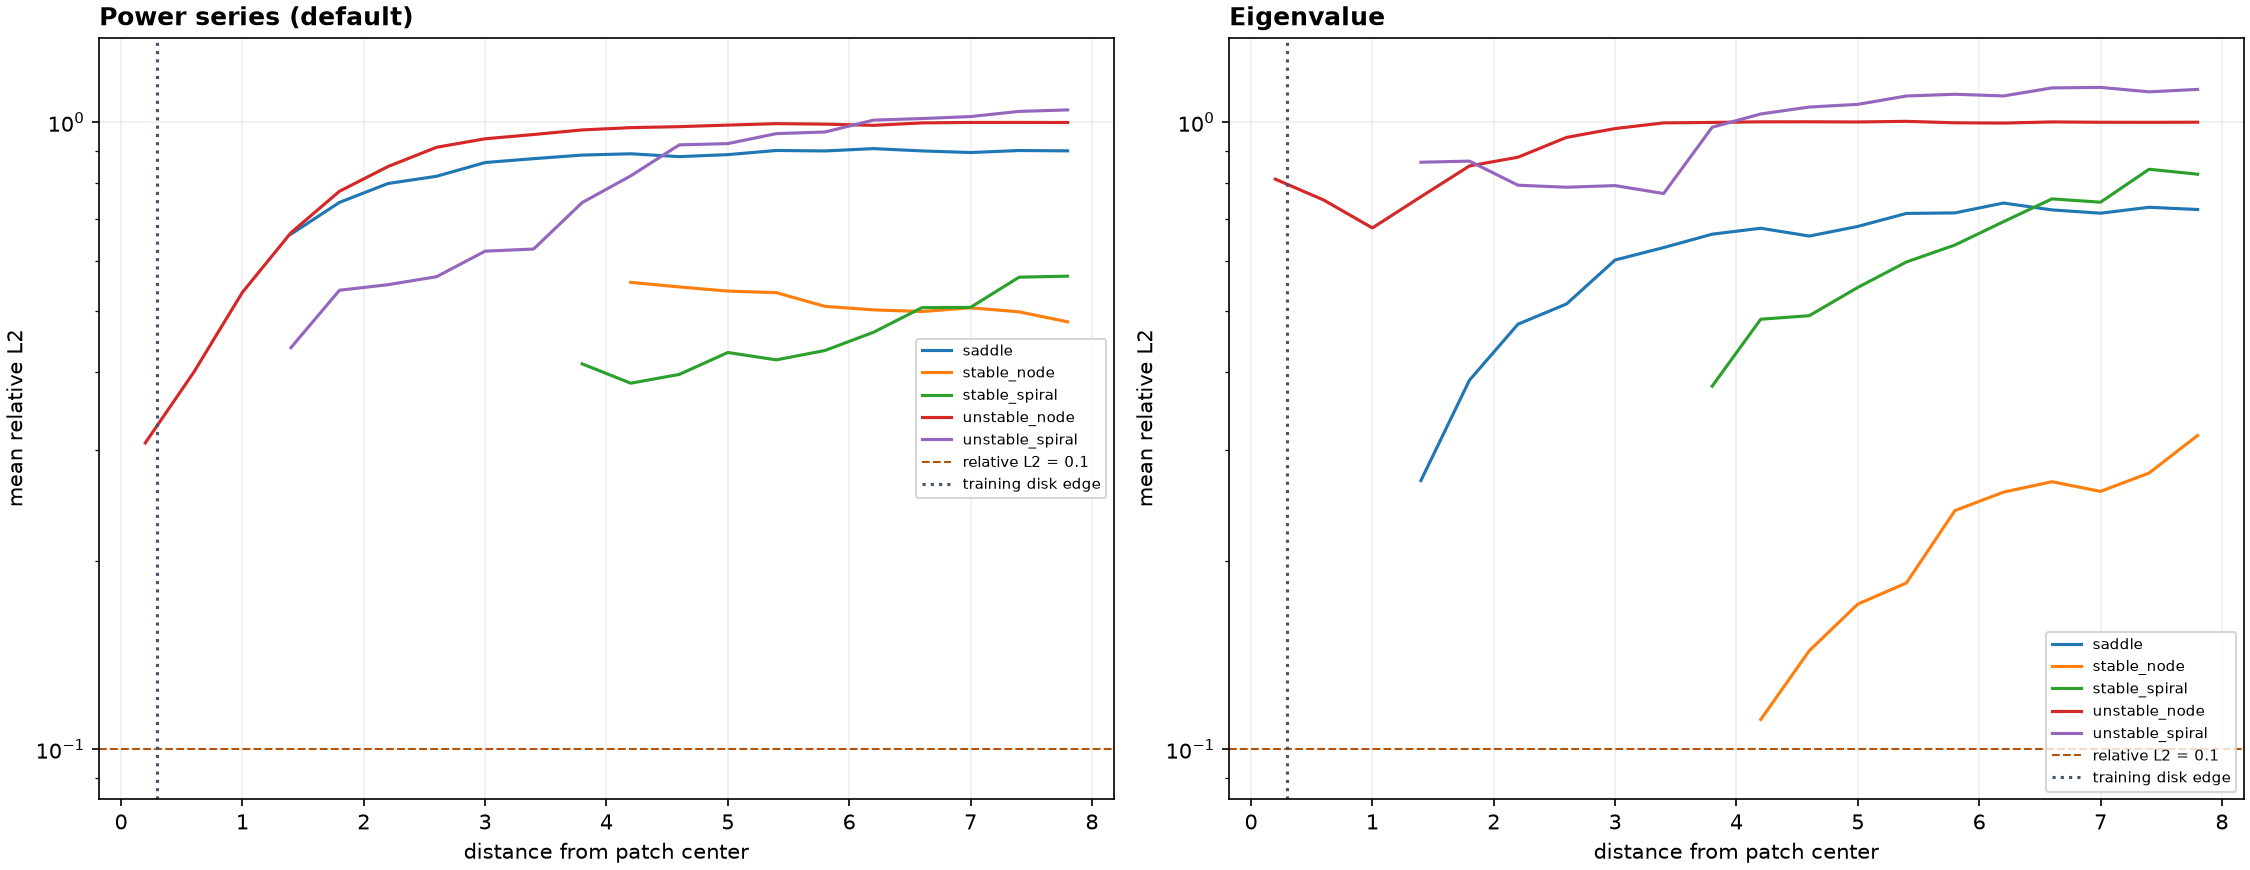 Power series (default)
mean relative L2
10⁰
10⁻¹
saddle
stable_node
stable_spiral
unstable_node
unstable_spiral
relative L2 = 0.1
training disk edge
0 1 2 3 4 5 6 7 8
distance from patch center
Eigenvalue
mean relative L2
10⁰
10⁻¹
saddle
stable_node
stable_spiral
unstable_node
unstable_spiral
relative L2 = 0.1
training disk edge
0 1 2 3 4 5 6 7 8
distance from patch center